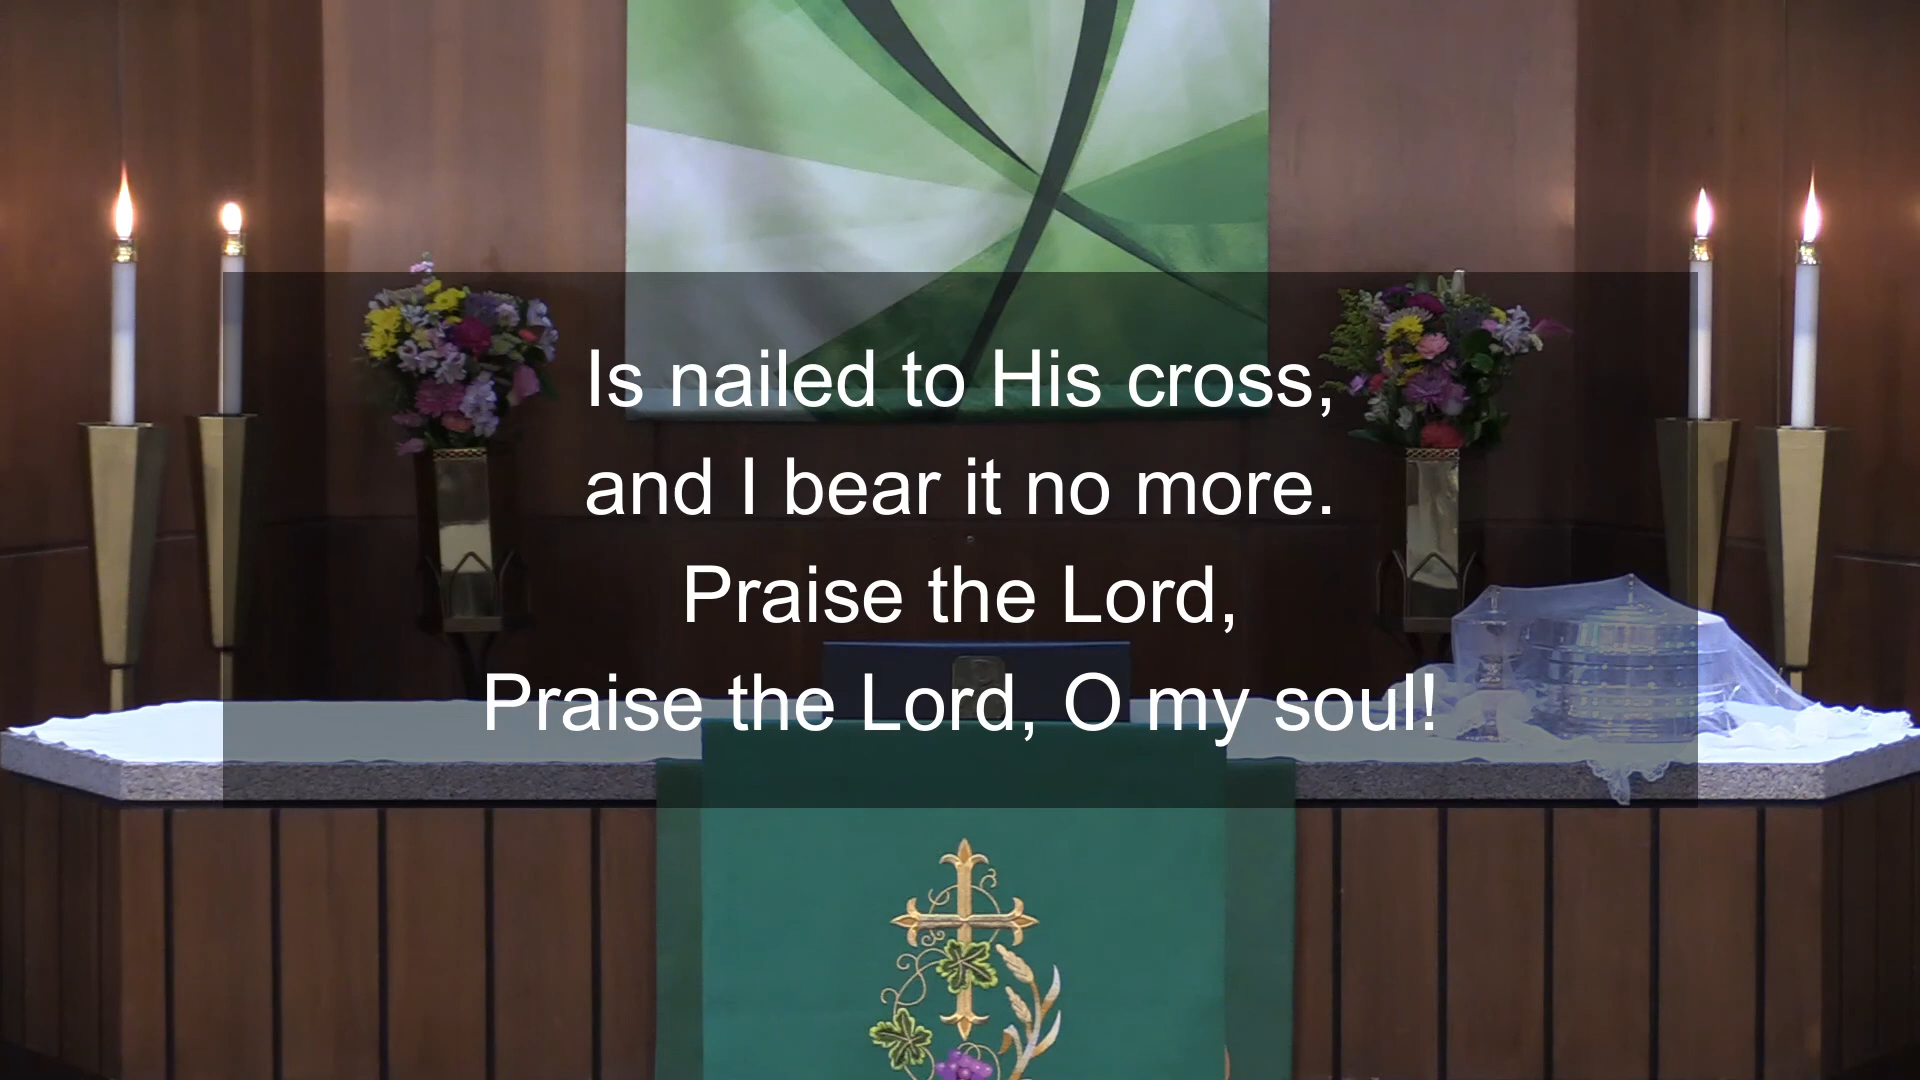 Is nailed to His cross,
and I bear it no more.
Praise the Lord,
Praise the Lord, O my soul!